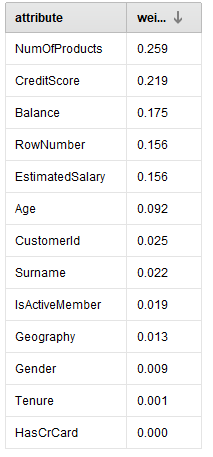 attribute wei... ↓
NumOfProducts 0.259
CreditScore 0.219
Balance 0.175
RowNumber 0.156
EstimatedSalary 0.156
Age 0.092
CustomerId 0.025
Surname 0.022
IsActiveMember 0.019
Geography 0.013
Gender 0.009
Tenure 0.001
HasCrCard 0.000